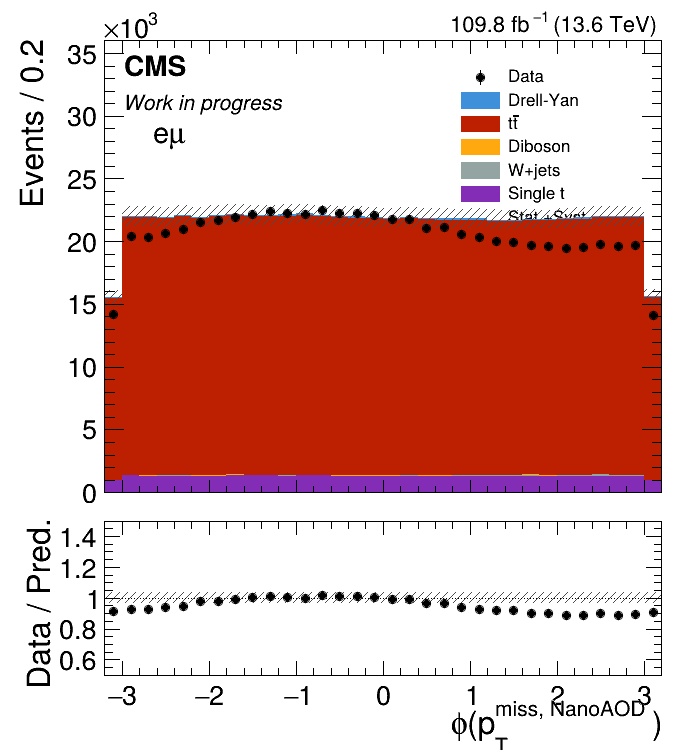 ×10³
109.8 fb⁻¹ (13.6 TeV)
CMS
Work in progress
eμ
Data
Drell-Yan
tt̄
Diboson
W+jets
Single t
Stat.+Syst.
Events / 0.2
35
30
25
20
15
10
5
0
Data / Pred.
1.4
1.2
1
0.8
0.6
−3 −2 −1 0 1 2 3
ϕ(p_T^miss, NanoAOD)